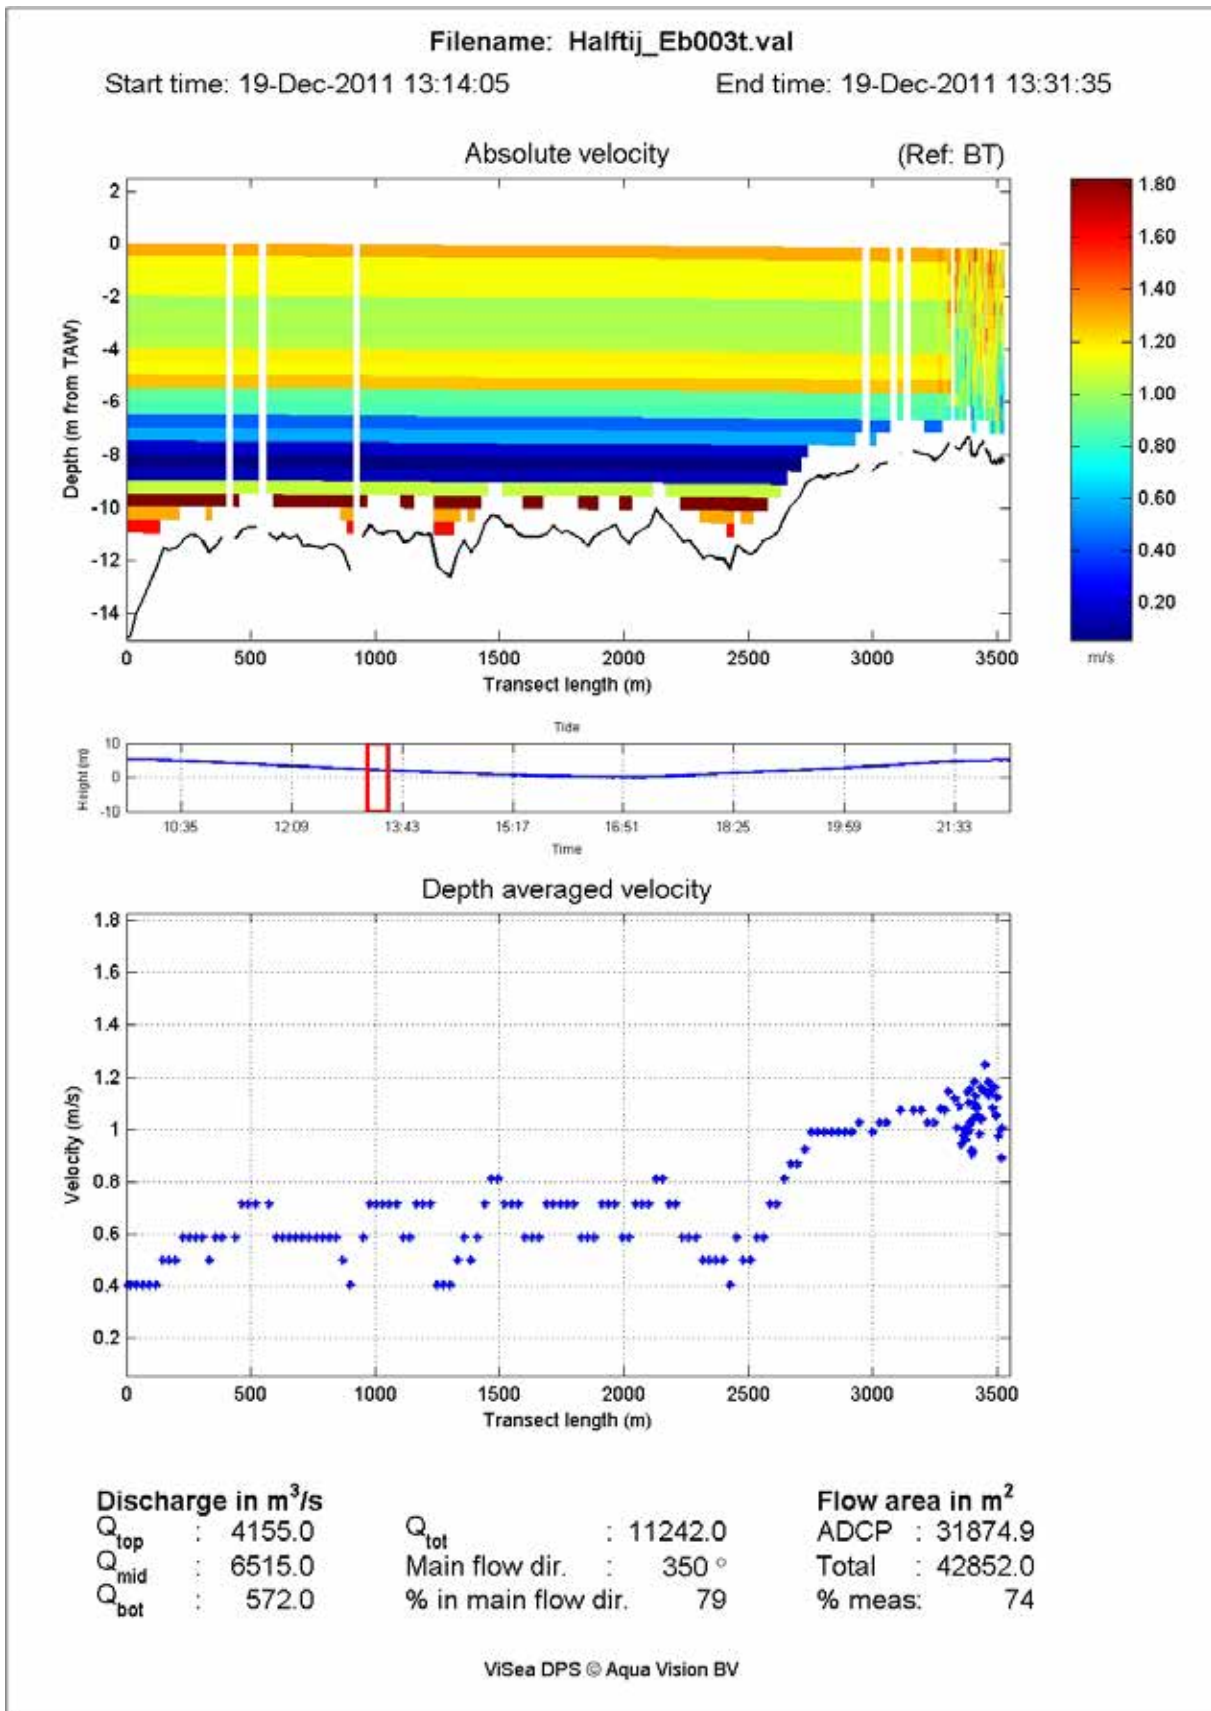 Filename: Halftij_Eb003t.val
Start time: 19-Dec-2011 13:14:05 End time: 19-Dec-2011 13:31:35
Absolute velocity (Ref: BT)
2
0
-2
-4
-6
-8
-10
-12
-14
Depth (m from TAW)
0 500 1000 1500 2000 2500 3000 3500
Transect length (m)
1.80
1.60
1.40
1.20
1.00
0.80
0.60
0.40
0.20
m/s
Tide
10
0
-10
Height (m)
10:35 12:09 13:43 15:17 16:51 18:25 19:59 21:33
Time
Depth averaged velocity
1.8
1.6
1.4
1.2
1
0.8
0.6
0.4
0.2
Velocity (m/s)
0 500 1000 1500 2000 2500 3000 3500
Transect length (m)
Discharge in m³/s Flow area in m²
Qtop : 4155.0 Qtot : 11242.0 ADCP : 31874.9
Qmid : 6515.0 Main flow dir. : 350 ° Total : 42852.0
Qbot : 572.0 % in main flow dir. 79 % meas: 74
ViSea DPS © Aqua Vision BV